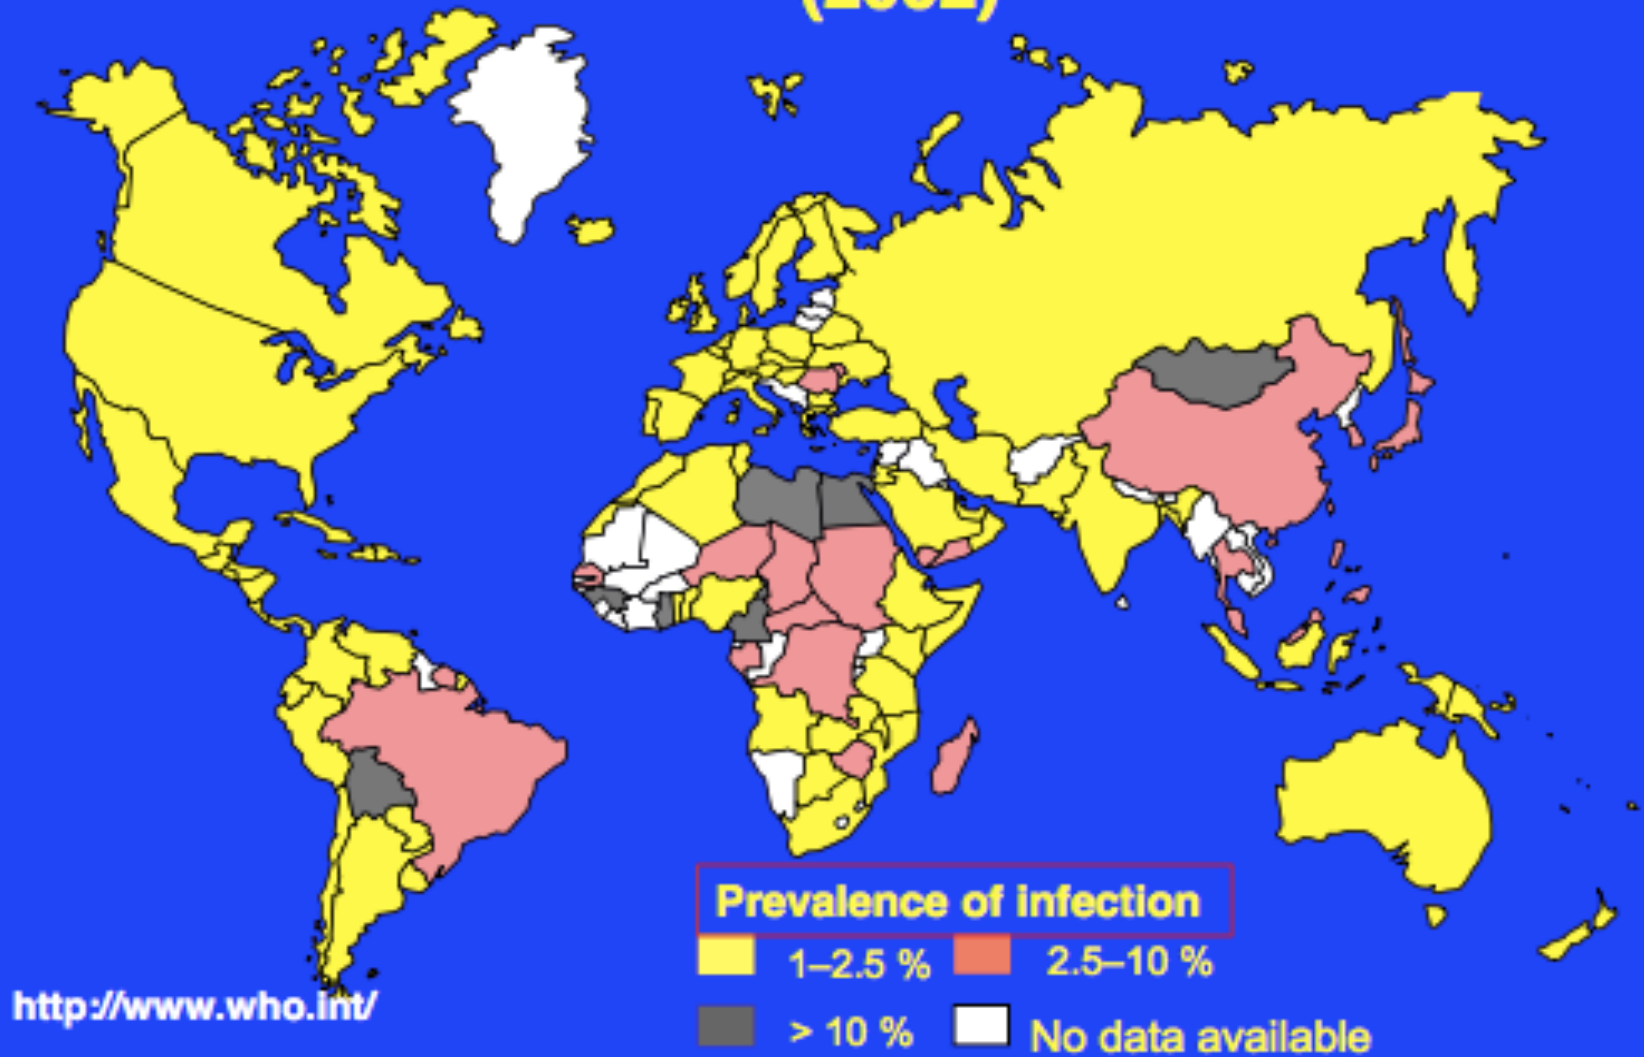 Prevalence of infection
1–2.5 % 2.5–10 %
http://www.who.int/
> 10 % No data available